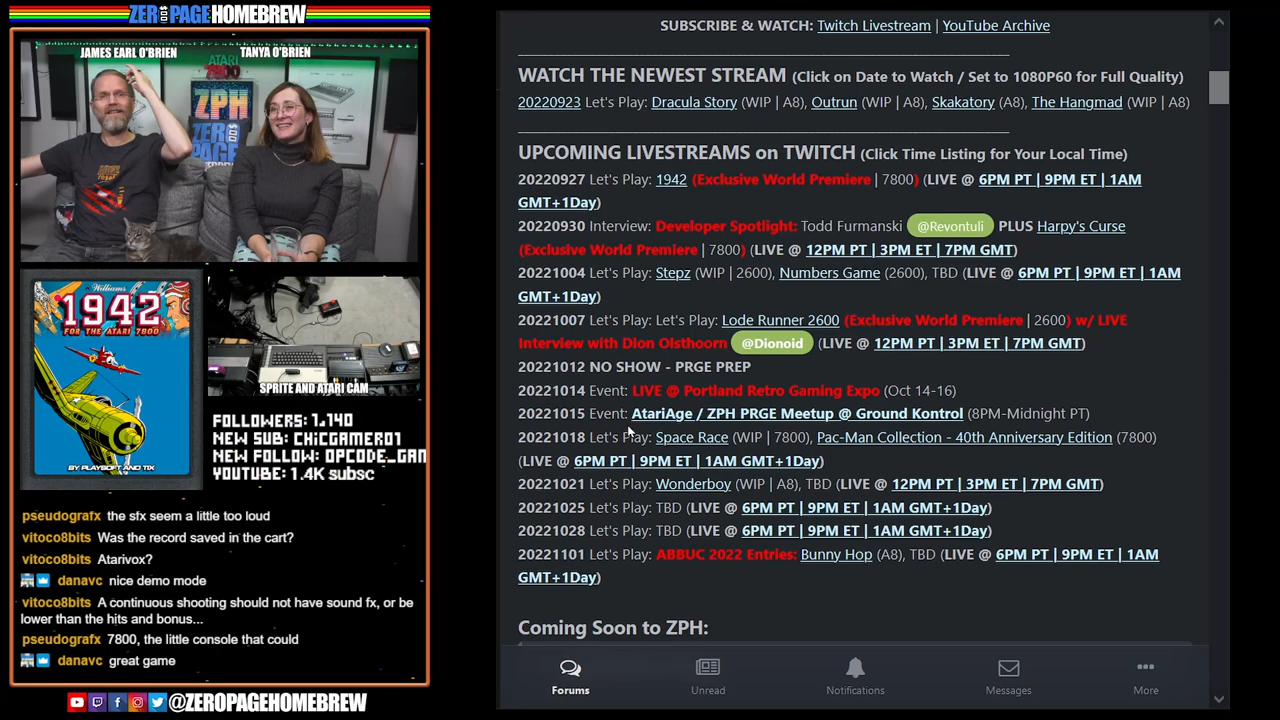 ZERO PAGE HOMEBREW
JAMES EARL O'BRIEN
TANYA O'BRIEN
ATARI
7800
ZPH
ZERO
PAGE
Williams
1942
FOR THE ATARI 7800
BY PLAYSOFT AND TIX
SPRITE AND ATARI CAM
FOLLOWERS: 1,140
NEW SUB: CHICGAMER01
NEW FOLLOW: OPCODE_GAM
YOUTUBE: 1.4K subsc
pseudografx the sfx seem a little too loud
vitoco8bits Was the record saved in the cart?
vitoco8bits Atarivox?
danavc nice demo mode
vitoco8bits A continuous shooting should not have sound fx, or be
lower than the hits and bonus...
pseudografx 7800, the little console that could
danavc great game
@ZEROPAGEHOMEBREW
SUBSCRIBE & WATCH: Twitch Livestream | YouTube Archive
WATCH THE NEWEST STREAM (Click on Date to Watch / Set to 1080P60 for Full Quality)
20220923 Let's Play: Dracula Story (WIP | A8), Outrun (WIP | A8), Skakavy (A8), The Hangmad (WIP | A8)
UPCOMING LIVESTREAMS on TWITCH (Click Time Listing for Your Local Time)
20220927 Let's Play: 1942 (Exclusive World Premiere | 7800) (LIVE @ 6PM PT | 9PM ET | 1AM
GMT+1Day)
20220930 Interview: Developer Spotlight: Todd Furmanski @Revontuli PLUS Harpy's Curse
(Exclusive World Premiere | 7800) (LIVE @ 12PM PT | 3PM ET | 7PM GMT)
20221004 Let's Play: Stepz (WIP | 2600), Numbers Game (2600), TBD (LIVE @ 6PM PT | 9PM ET | 1AM
GMT+1Day)
20221007 Let's Play: Let's Play: Lode Runner 2600 (Exclusive World Premiere | 2600) w/ LIVE
Interview with Dion Olsthoorn @Dionoid (LIVE @ 12PM PT | 3PM ET | 7PM GMT)
20221012 NO SHOW - PRGE PREP
20221014 Event: LIVE @ Portland Retro Gaming Expo (Oct 14-16)
20221015 Event: AtariAge / ZPH PRGE Meetup @ Ground Kontrol (8PM-Midnight PT)
20221018 Let's Play: Space Race (WIP | 7800), Pac-Man Collection - 40th Anniversary Edition (7800)
(LIVE @ 6PM PT | 9PM ET | 1AM GMT+1Day)
20221021 Let's Play: Wonderboy (WIP | A8), TBD (LIVE @ 12PM PT | 3PM ET | 7PM GMT)
20221025 Let's Play: TBD (LIVE @ 6PM PT | 9PM ET | 1AM GMT+1Day)
20221028 Let's Play: TBD (LIVE @ 6PM PT | 9PM ET | 1AM GMT+1Day)
20221101 Let's Play: ABBUC 2022 Entries: Bunny Hop (A8), TBD (LIVE @ 6PM PT | 9PM ET | 1AM
GMT+1Day)
Coming Soon to ZPH:
Forums
Unread
Notifications
Messages
More